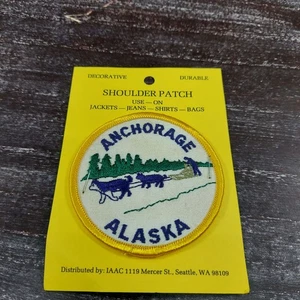 DECORATIVE DURABLE
SHOULDER PATCH
USE — ON
JACKETS — JEANS — SHIRTS — BAGS
ANCHORAGE
ALASKA
Distributed by: IAAC 1119 Mercer St., Seattle, WA 98109